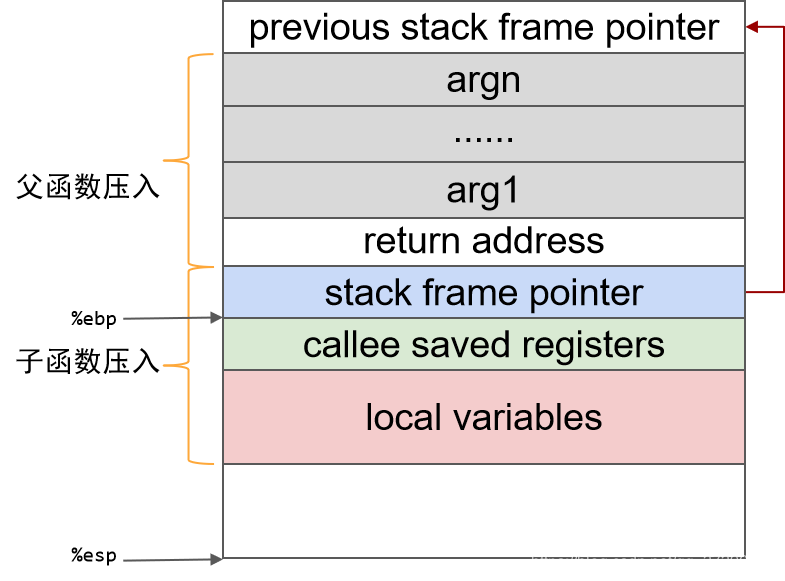 previous stack frame pointer
argn
......
父函数压入
arg1
return address
stack frame pointer
%ebp
callee saved registers
子函数压入
local variables
%esp